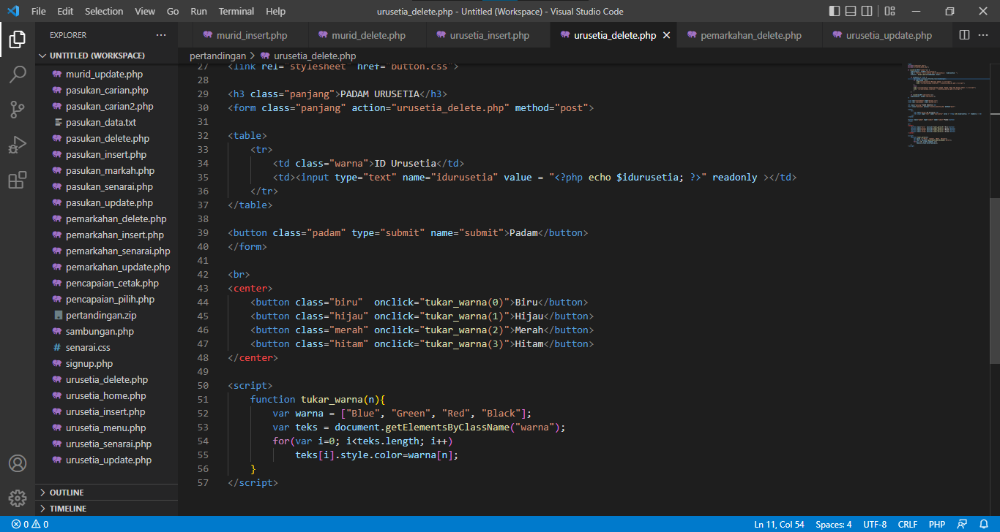 File Edit Selection View Go Run Terminal Help
urusetia_delete.php - Untitled (Workspace) - Visual Studio Code
EXPLORER
murid_insert.php
murid_delete.php
urusetia_insert.php
urusetia_delete.php
pemarkahan_delete.php
urusetia_update.php
UNTITLED (WORKSPACE)
murid_update.php
pasukan_carian.php
pasukan_carian2.php
pasukan_data.txt
pasukan_delete.php
pasukan_insert.php
pasukan_markah.php
pasukan_senarai.php
pasukan_update.php
pemarkahan_delete.php
pemarkahan_insert.php
pemarkahan_senarai.php
pemarkahan_update.php
pencapaian_cetak.php
pencapaian_pilih.php
pertandingan.zip
sambungan.php
# senarai.css
signup.php
urusetia_delete.php
urusetia_home.php
urusetia_insert.php
urusetia_menu.php
urusetia_senarai.php
urusetia_update.php
OUTLINE
TIMELINE
pertandingan > urusetia_delete.php
27 <link rel="stylesheet" href="button.css">
28
29 <h3 class="panjang">PADAM URUSETIA</h3>
30 <form class="panjang" action="urusetia_delete.php" method="post">
31
32 <table>
33     <tr>
34         <td class="warna">ID Urusetia</td>
35         <td><input type="text" name="idurusetia" value = "<?php echo $idurusetia; ?>" readonly ></td>
36     </tr>
37 </table>
38
39 <button class="padam" type="submit" name="submit">Padam</button>
40 </form>
41
42 <br>
43 <center>
44     <button class="biru"  onclick="tukar_warna(0)">Biru</button>
45     <button class="hijau" onclick="tukar_warna(1)">Hijau</button>
46     <button class="merah" onclick="tukar_warna(2)">Merah</button>
47     <button class="hitam" onclick="tukar_warna(3)">Hitam</button>
48 </center>
49
50 <script>
51     function tukar_warna(n){
52         var warna = ["Blue", "Green", "Red", "Black"];
53         var teks = document.getElementsByClassName("warna");
54         for(var i=0; i<teks.length; i++)
55             teks[i].style.color=warna[n];
56     }
57 </script>
0 0
Ln 11, Col 54 Spaces: 4 UTF-8 CRLF PHP